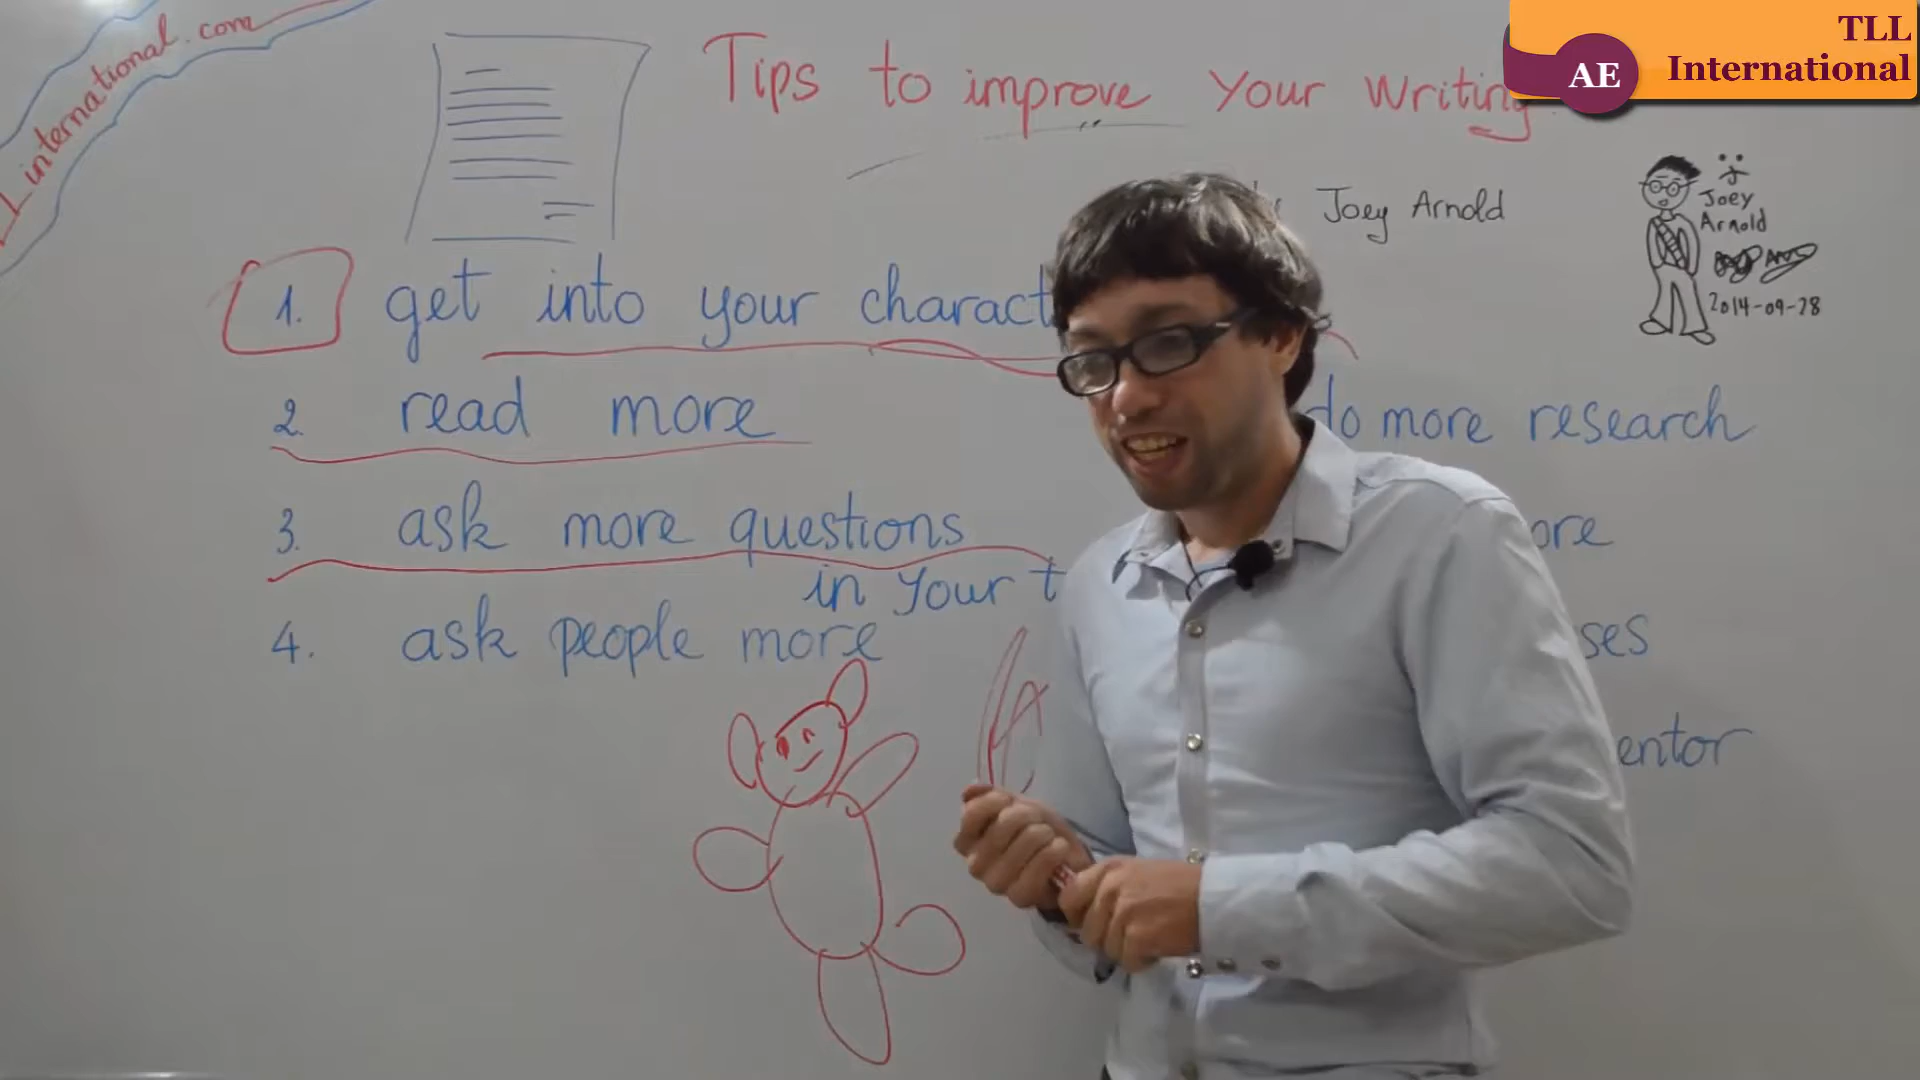 TLL
International
AE
international.com
Tips to improve Your Writing
Joey Arnold
Joey
Arnold
2014-09-28
1. get into your charact
2. read more
do more research
3. ask more questions
ore
in your t
4. ask people more
ses
entor